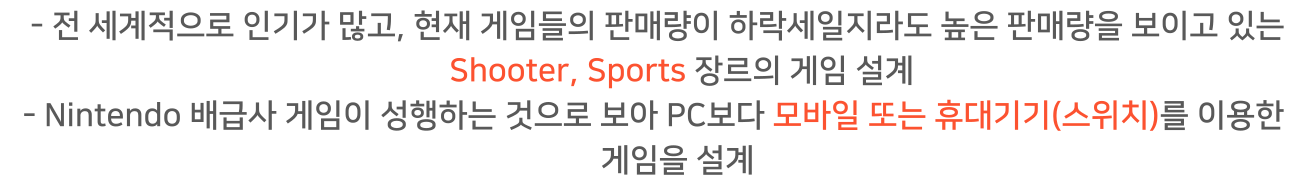 - 전 세계적으로 인기가 많고, 현재 게임들의 판매량이 하락세일지라도 높은 판매량을 보이고 있는
Shooter, Sports 장르의 게임 설계
- Nintendo 배급사 게임이 성행하는 것으로 보아 PC보다 모바일 또는 휴대기기(스위치)를 이용한
게임을 설계